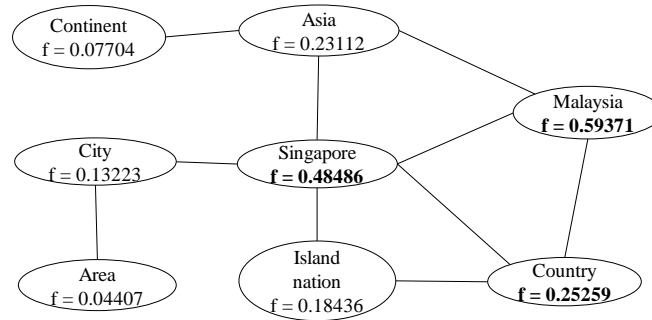 Continent
f = 0.07704
Asia
f = 0.23112
Malaysia
f = 0.59371
City
f = 0.13223
Singapore
f = 0.48486
Area
f = 0.04407
Island
nation
f = 0.18436
Country
f = 0.25259